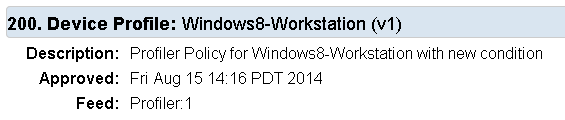 200. Device Profile: Windows8-Workstation (v1)
Description: Profiler Policy for Windows8-Workstation with new condition
Approved: Fri Aug 15 14:16 PDT 2014
Feed: Profiler:1